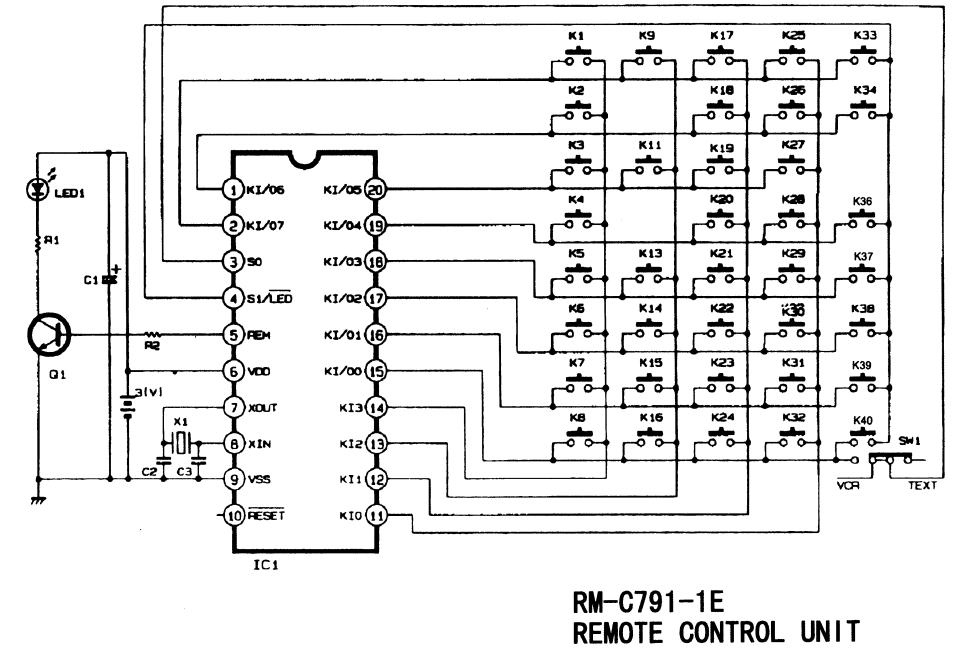 K1 K9 K17 K25 K33
K2 K18 K26 K34
K3 K11 K19 K27
K4 K20 K28 K36
K5 K13 K21 K29 K37
K6 K14 K22 K30 K38
K7 K15 K23 K31 K39
K8 K16 K24 K32 K40
SW1
VCR TEXT
LED1
R1
C1 +
Q1
R2
3(V)
X1
C2 C3
1 KI/06 KI/05 20
2 KI/07 KI/04 19
3 SO KI/03 18
4 S1/LED KI/02 17
5 REM KI/01 16
6 VDD KI/00 15
7 XOUT KI3 14
8 XIN KI2 13
9 VSS KI1 12
10 RESET KI0 11
IC1
RM-C791-1E
REMOTE CONTROL UNIT